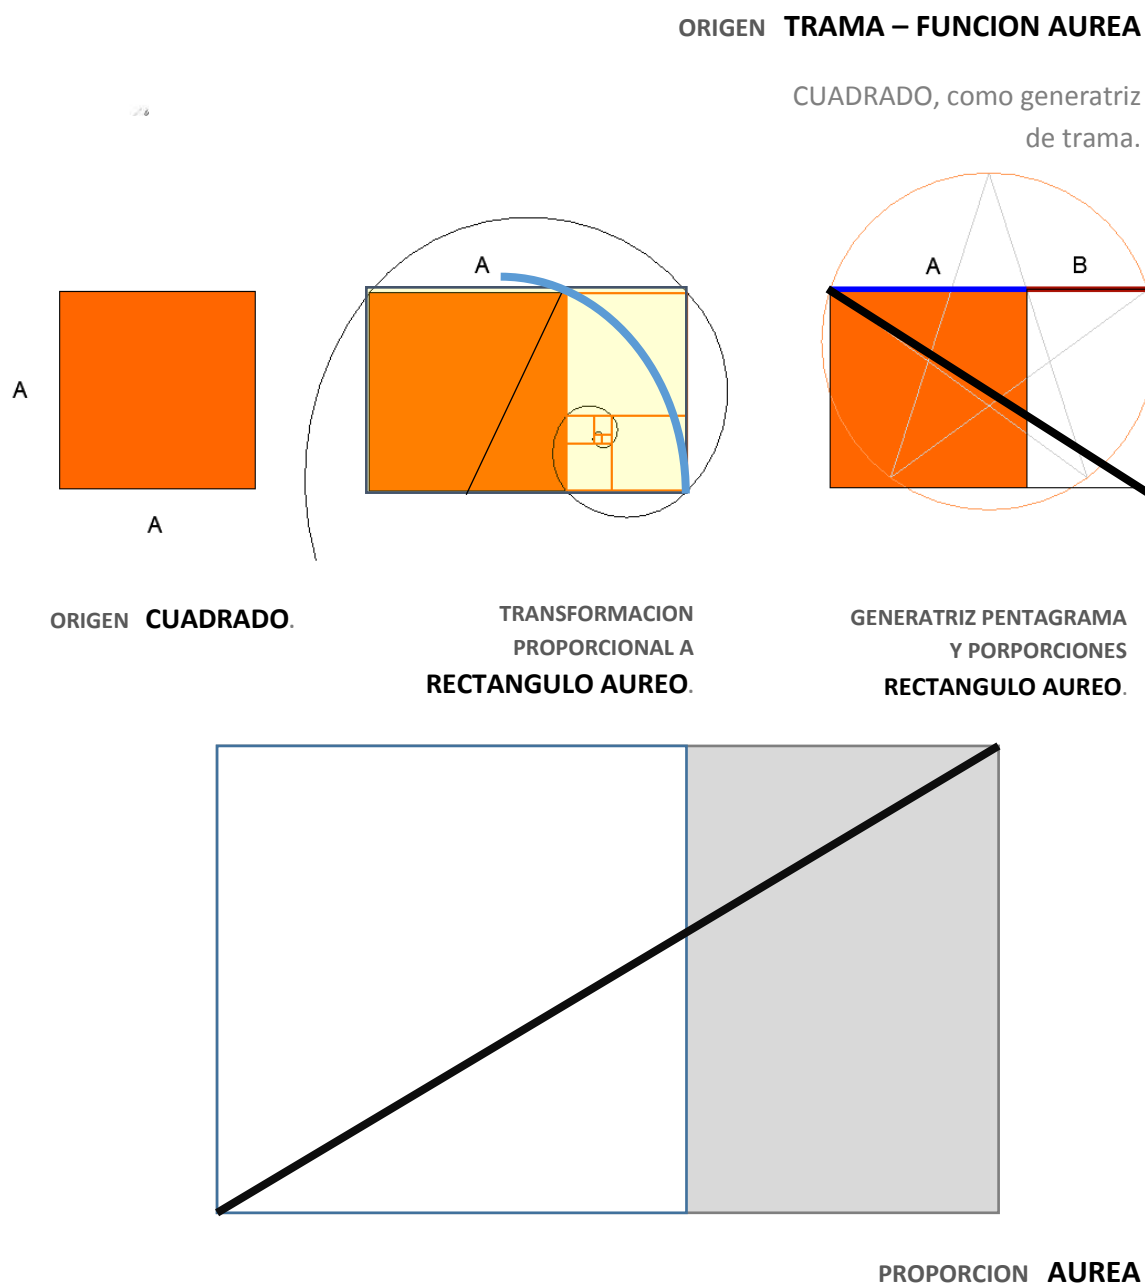 ORIGEN TRAMA – FUNCION AUREA
CUADRADO, como generatriz
de trama.
A
A
A
A B
ORIGEN CUADRADO.
TRANSFORMACION
PROPORCIONAL A
RECTANGULO AUREO.
GENERATRIZ PENTAGRAMA
Y PORPORCIONES
RECTANGULO AUREO.
PROPORCION AUREA